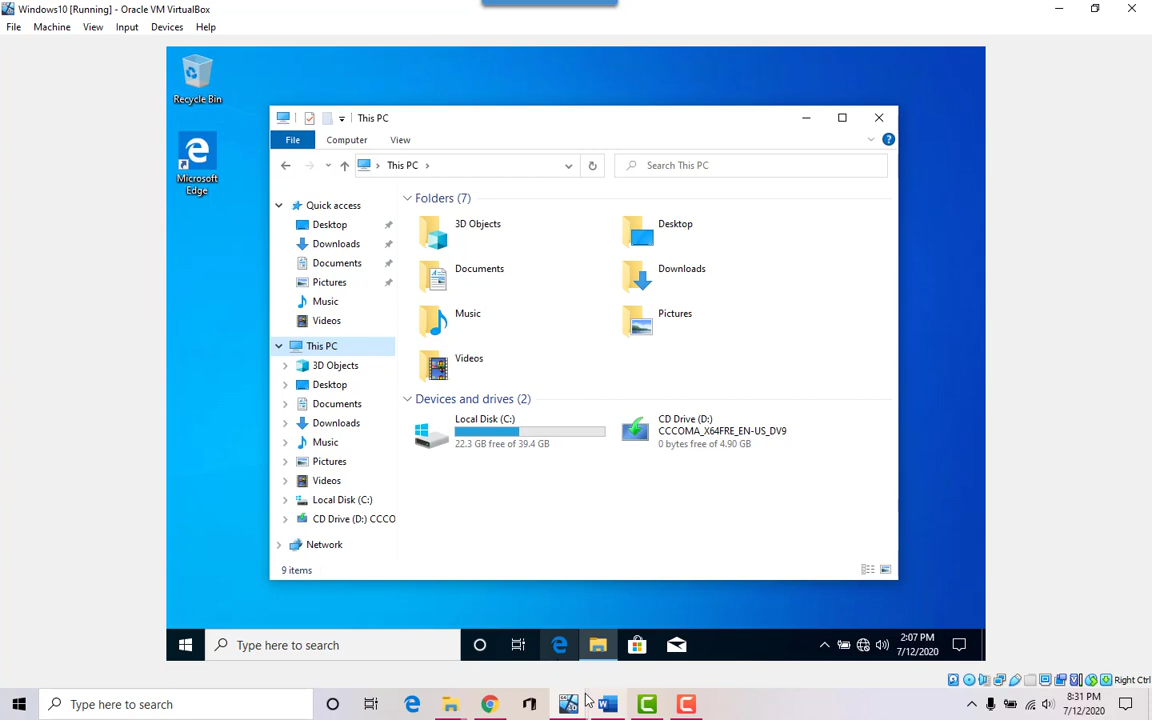 Windows10 [Running] - Oracle VM VirtualBox
File Machine View Input Devices Help
Recycle Bin
Microsoft
Edge
This PC
File Computer View
This PC
Search This PC
Quick access
Desktop
Downloads
Documents
Pictures
Music
Videos
This PC
3D Objects
Desktop
Documents
Downloads
Music
Pictures
Videos
Local Disk (C:)
CD Drive (D:) CCCO
Network
Folders (7)
3D Objects
Desktop
Documents
Downloads
Music
Pictures
Videos
Devices and drives (2)
Local Disk (C:)
22.3 GB free of 39.4 GB
CD Drive (D:)
CCCOMA_X64FRE_EN-US_DV9
0 bytes free of 4.90 GB
9 items
Type here to search
2:07 PM
7/12/2020
Right Ctrl
Type here to search
8:31 PM
7/12/2020